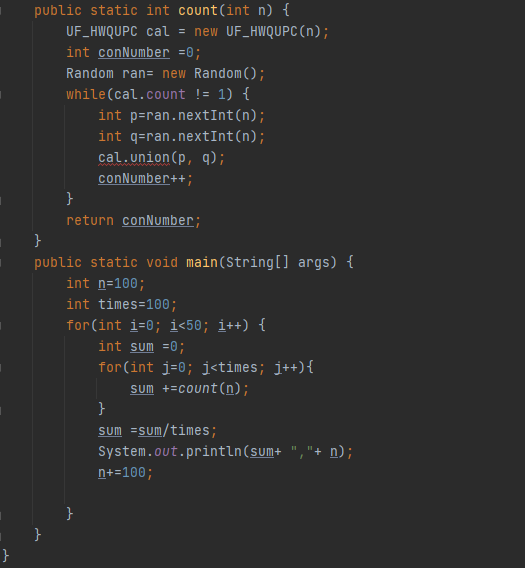 public static int count(int n) {
UF_HWQUPC cal = new UF_HWQUPC(n);
int conNumber =0;
Random ran= new Random();
while(cal.count != 1) {
int p=ran.nextInt(n);
int q=ran.nextInt(n);
cal.union(p, q);
conNumber++;
}
return conNumber;
}
public static void main(String[] args) {
int n=100;
int times=100;
for(int i=0; i<50; i++) {
int sum =0;
for(int j=0; j<times; j++){
sum +=count(n);
}
sum =sum/times;
System.out.println(sum+ ","+ n);
n+=100;
}
}
}